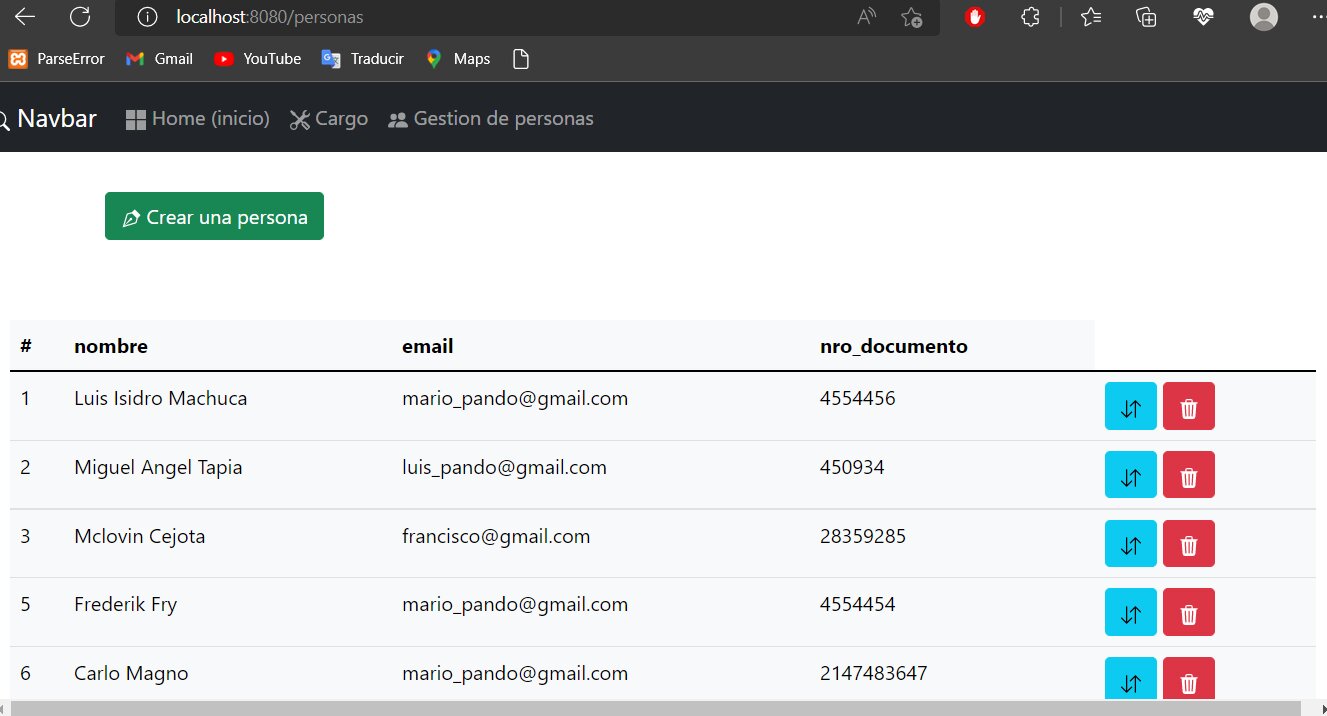 localhost:8080/personas
ParseError Gmail YouTube Traducir Maps
Navbar Home (inicio) Cargo Gestion de personas
Crear una persona
# nombre email nro_documento
1 Luis Isidro Machuca mario_pando@gmail.com 4554456
2 Miguel Angel Tapia luis_pando@gmail.com 450934
3 Mclovin Cejota francisco@gmail.com 28359285
5 Frederik Fry mario_pando@gmail.com 4554454
6 Carlo Magno mario_pando@gmail.com 2147483647